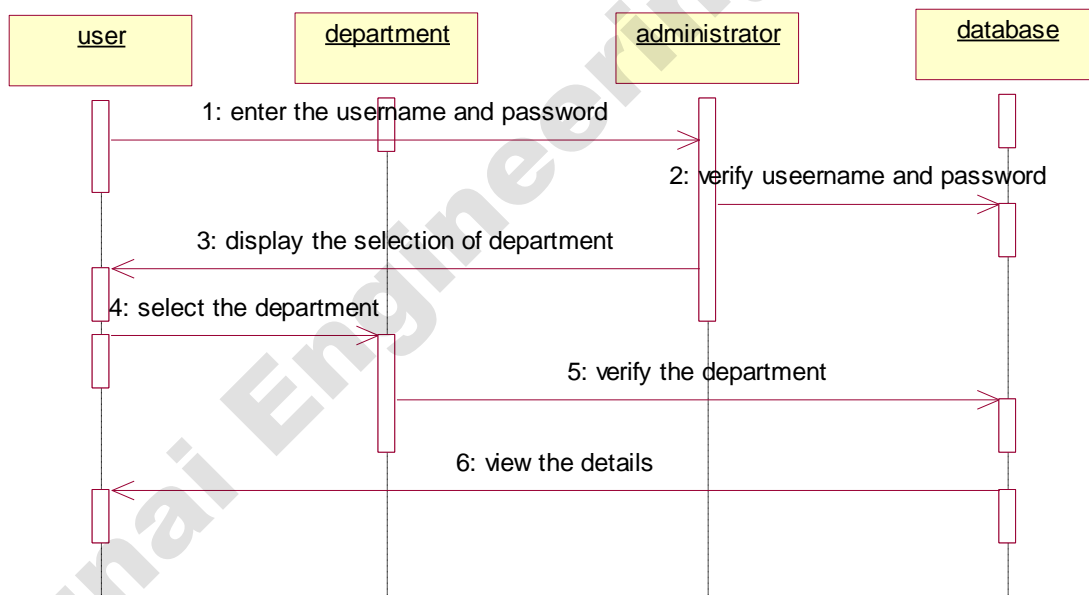 user
department
administrator
database
1: enter the username and password
2: verify useername and password
3: display the selection of department
4: select the department
5: verify the department
6: view the details
Engineering